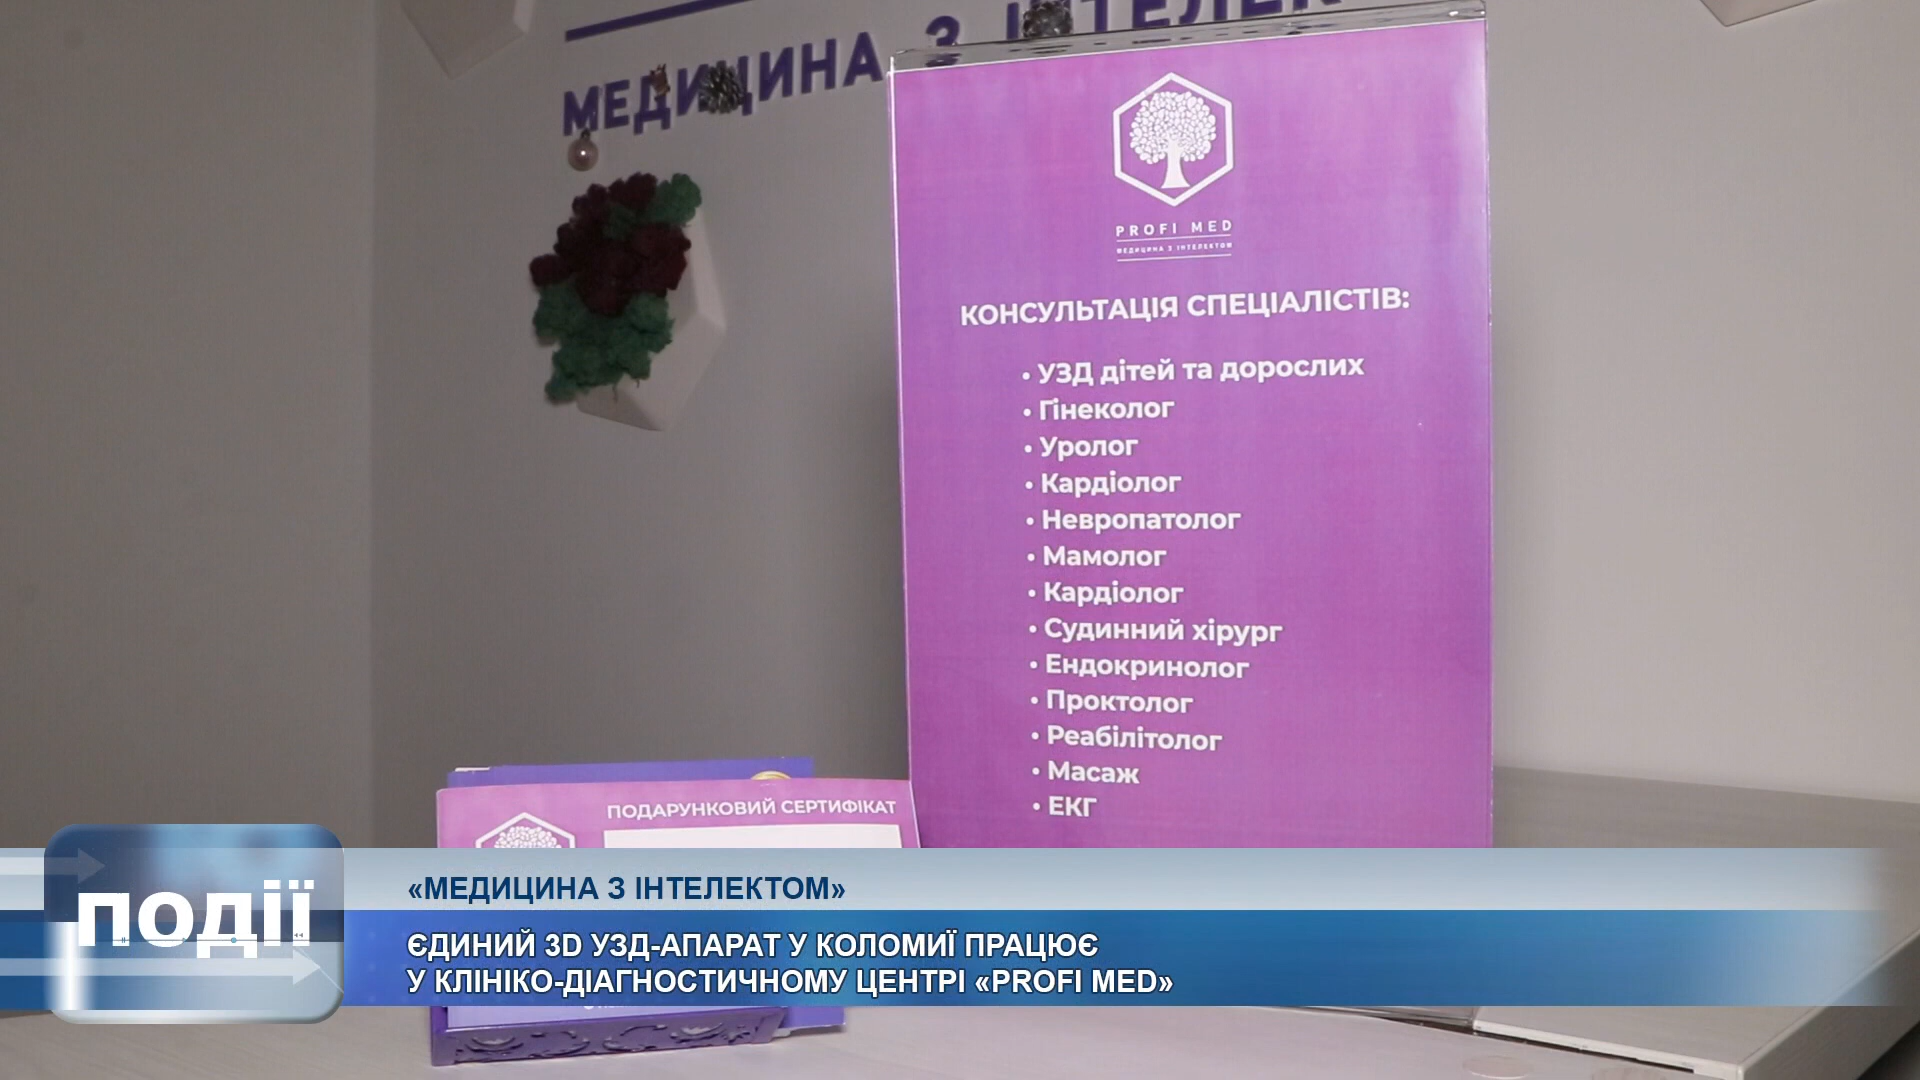 МЕДИЦИНА З
PROFI MED
МЕДИЦИНА З ІНТЕЛЕКТОМ
КОНСУЛЬТАЦІЯ СПЕЦІАЛІСТІВ:
• УЗД дітей та дорослих
• Гінеколог
• Уролог
• Кардіолог
• Невропатолог
• Мамолог
• Кардіолог
• Судинний хірург
• Ендокринолог
• Проктолог
• Реабілітолог
• Масаж
• ЕКГ
ПОДАРУНКОВИЙ СЕРТИФІКАТ
події
«МЕДИЦИНА З ІНТЕЛЕКТОМ»
ЄДИНИЙ 3D УЗД-АПАРАТ У КОЛОМИЇ ПРАЦЮЄ
У КЛІНІКО-ДІАГНОСТИЧНОМУ ЦЕНТРІ «PROFI MED»